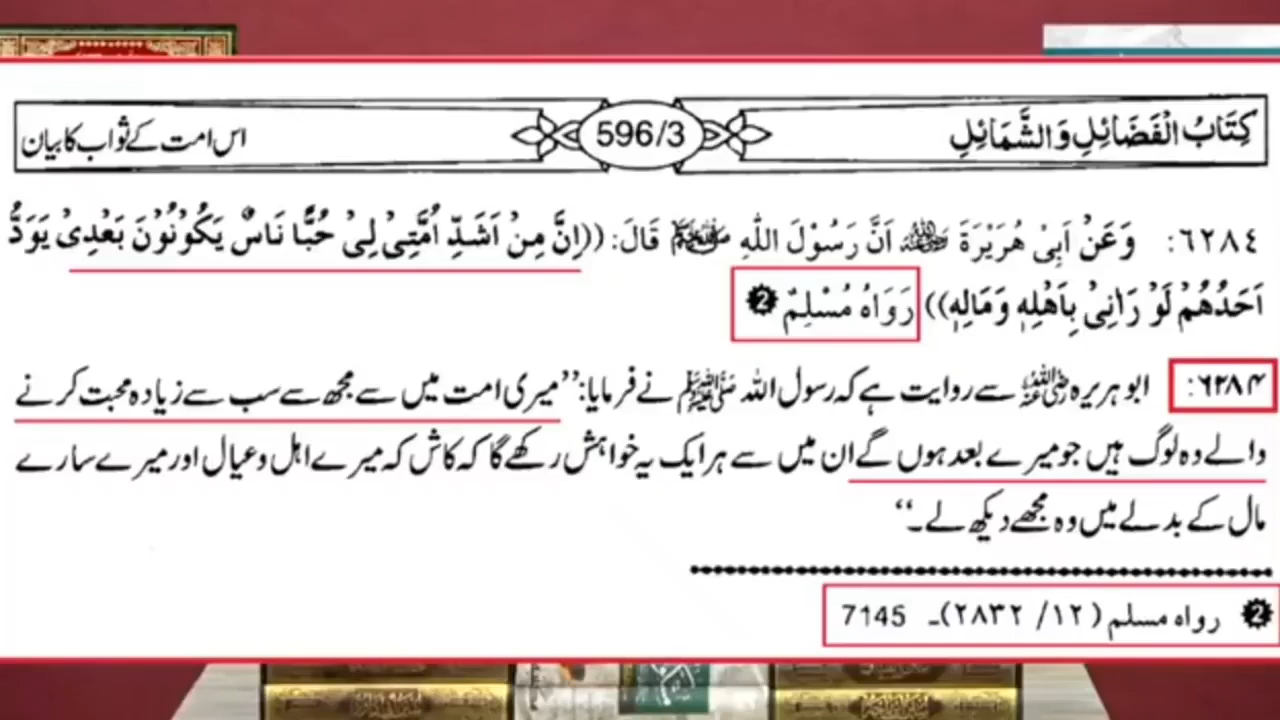 كِتَابُ الْفَضَائِلِ وَالشَّمَائِلِ
596/3
اس امت کے ثواب کا بیان
٦٢٨٤: وَعَنْ اَبِیْ هُرَیْرَةَ رضی اللہ عنہ اَنَّ رَسُوْلَ اللّٰهِ ﷺ قَالَ: ((اِنَّ مِنْ اَشَدِّ اُمَّتِیْ لِیْ حُبًّا نَاسٌ یَكُوْنُوْنَ بَعْدِیْ یَوَدُّ
اَحَدُهُمْ لَوْ رَاٰنِیْ بِاَهْلِهٖ وَمَالِهٖ)) رَوَاهُ مُسْلِمٌ 2
۶۲۸۴: ابو ہریرہ رضی اللہ عنہ سے روایت ہے کہ رسول اللہ ﷺ نے فرمایا: ’’میری امت میں سے مجھ سے سب سے زیادہ محبت کرنے
والے وہ لوگ ہیں جو میرے بعد ہوں گے ان میں سے ہر ایک یہ خواہش رکھے گا کہ کاش کہ میرے اہل و عیال اور میرے سارے
مال کے بدلے میں وہ مجھے دیکھ لے۔‘‘
2 رواہ مسلم (١٢/ ٢٨٣٢)۔ 7145